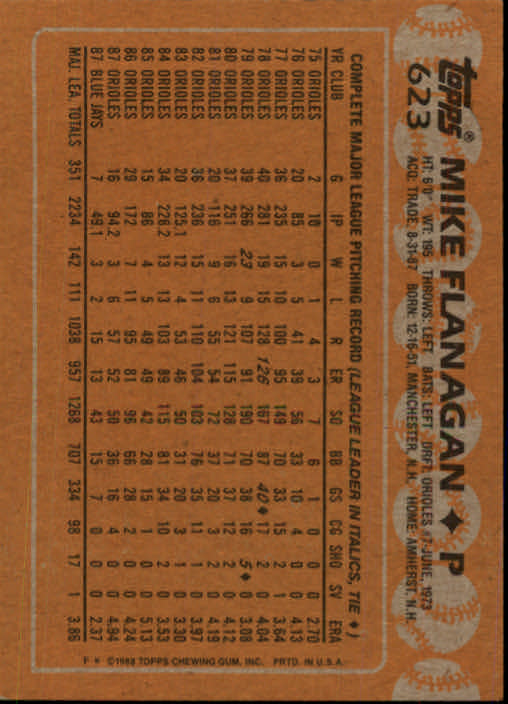 topps® MIKE FLANAGAN ♦ P
623 HT: 6'0" WT: 195 THROWS: LEFT BATS: LEFT DRFT: ORIOLES #7-JUNE, 1973
ACQ: TRADE, 8-31-87 BORN: 12-16-51, MANCHESTER, N.H. HOME: AMHERST, N.H.
COMPLETE MAJOR LEAGUE PITCHING RECORD (LEAGUE LEADER IN ITALICS, TIE ♦)
YR CLUB G IP W L R ER SO BB GS CG SHO SV ERA
75 ORIOLES 2 10 0 1 4 3 7 6 1 0 0 0 2.70
76 ORIOLES 20 85 3 5 41 39 56 33 10 4 0 1 4.13
77 ORIOLES 36 235 15 10 100 95 149 70 33 15 2 1 3.64
78 ORIOLES 40 281 19 15 128 126 167 87 40♦ 17 2 0 4.04
79 ORIOLES 39 266 23 9 107 91 190 70 38 16 5♦ 0 3.08
80 ORIOLES 37 251 16 13 121 115 128 71 37 12 2 0 4.12
81 ORIOLES 20 116 9 6 55 54 72 37 20 3 2 0 4.19
82 ORIOLES 36 236 15 11 110 104 103 76 35 11 1 0 3.97
83 ORIOLES 20 125.1 12 4 53 46 50 31 20 3 1 0 3.30
84 ORIOLES 34 226.2 13 13 103 89 115 81 34 10 2 0 3.53
85 ORIOLES 15 86 4 5 49 49 42 28 15 1 0 0 5.13
86 ORIOLES 29 172 7 11 95 81 96 66 28 2 0 0 4.24
87 ORIOLES 16 94.2 3 6 57 52 50 36 16 4 0 0 4.94
87 BLUE JAYS 7 49.1 3 2 15 13 43 15 7 0 0 0 2.37
MAJ. LEA. TOTALS 351 2234 142 111 1038 957 1268 707 334 98 17 1 3.86
F * ©1988 TOPPS CHEWING GUM, INC. PRTD. IN U.S.A.